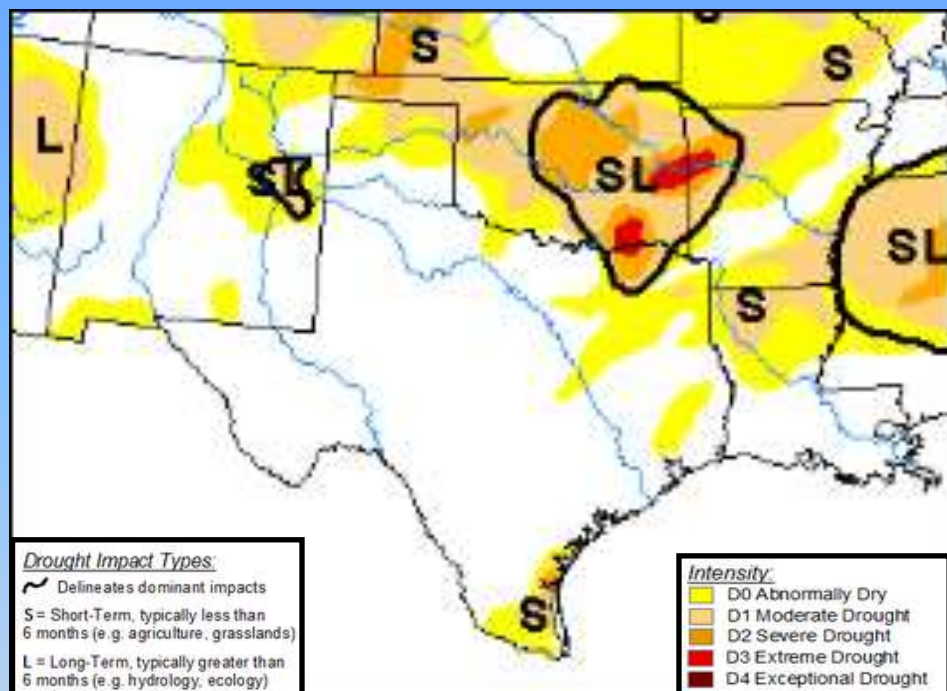 S
S
S
L
SL
SL
SL
S
S
Drought Impact Types:
Delineates dominant impacts
S = Short-Term, typically less than
6 months (e.g. agriculture, grasslands)
L = Long-Term, typically greater than
6 months (e.g. hydrology, ecology)
Intensity:
D0 Abnormally Dry
D1 Moderate Drought
D2 Severe Drought
D3 Extreme Drought
D4 Exceptional Drought